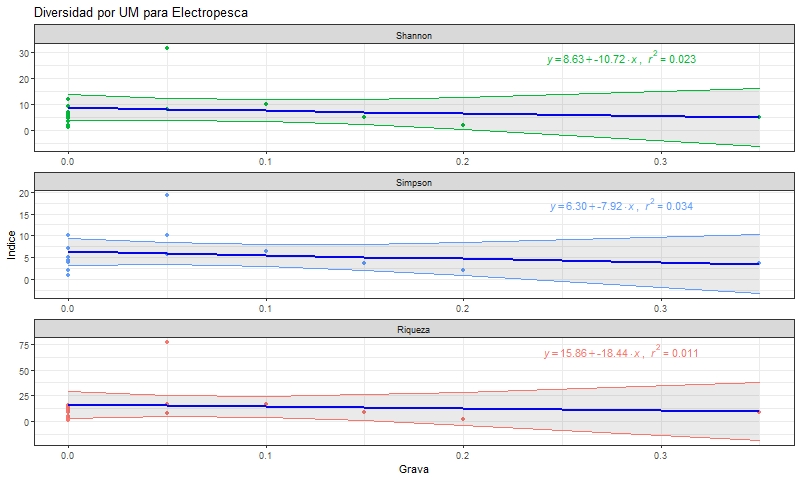 Diversidad por UM para Electropesca
Shannon
y = 8.63 + -10.72 · x ,  r² = 0.023
30
20
10
0
0.0 0.1 0.2 0.3
Simpson
y = 6.30 + -7.92 · x ,  r² = 0.034
20
15
10
5
0
Indice
0.0 0.1 0.2 0.3
Riqueza
y = 15.86 + -18.44 · x ,  r² = 0.011
75
50
25
0
0.0 0.1 0.2 0.3
Grava